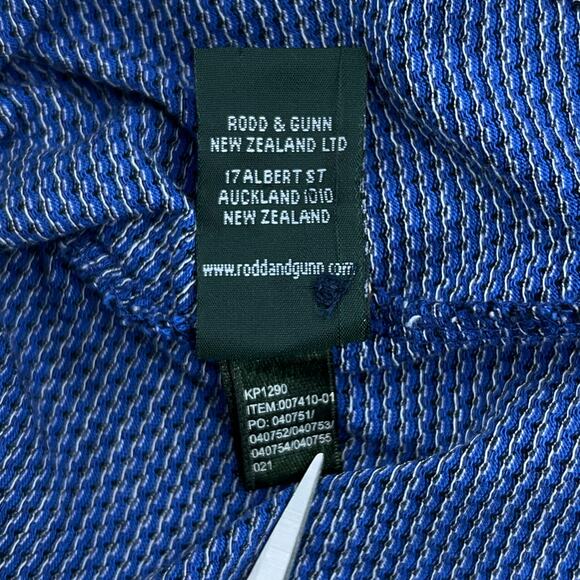 RODD & GUNN
NEW ZEALAND LTD
17 ALBERT ST
AUCKLAND 1010
NEW ZEALAND
www.roddandgunn.com
KP1290
ITEM:007410-01
PO: 040751/
040752/040753/
040754/040755
021